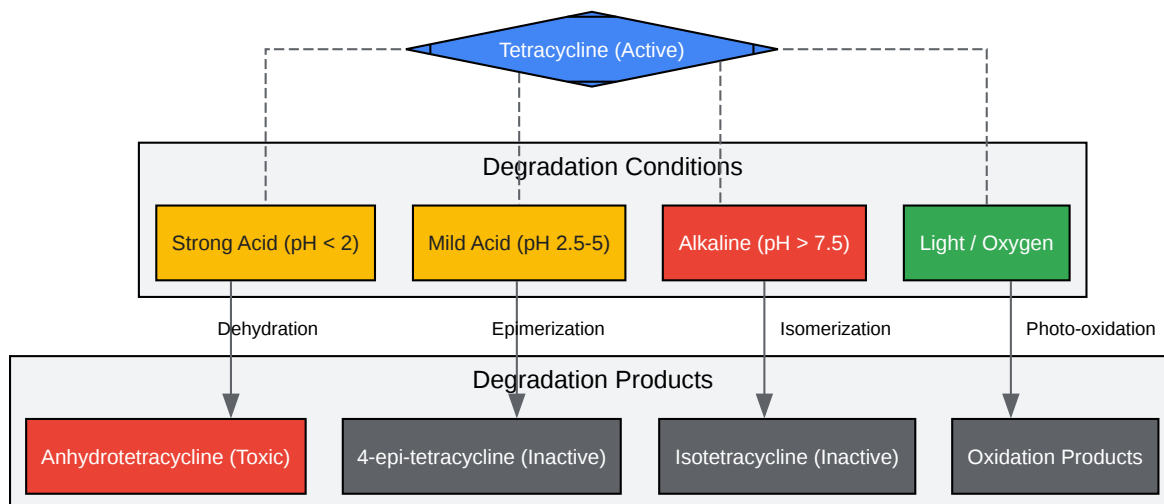 Tetracycline (Active)
Degradation Conditions
Strong Acid (pH < 2)
Mild Acid (pH 2.5-5)
Alkaline (pH > 7.5)
Light / Oxygen
Dehydration
Epimerization
Isomerization
Photo-oxidation
Degradation Products
Anhydrotetracycline (Toxic)
4-epi-tetracycline (Inactive)
Isotetracycline (Inactive)
Oxidation Products